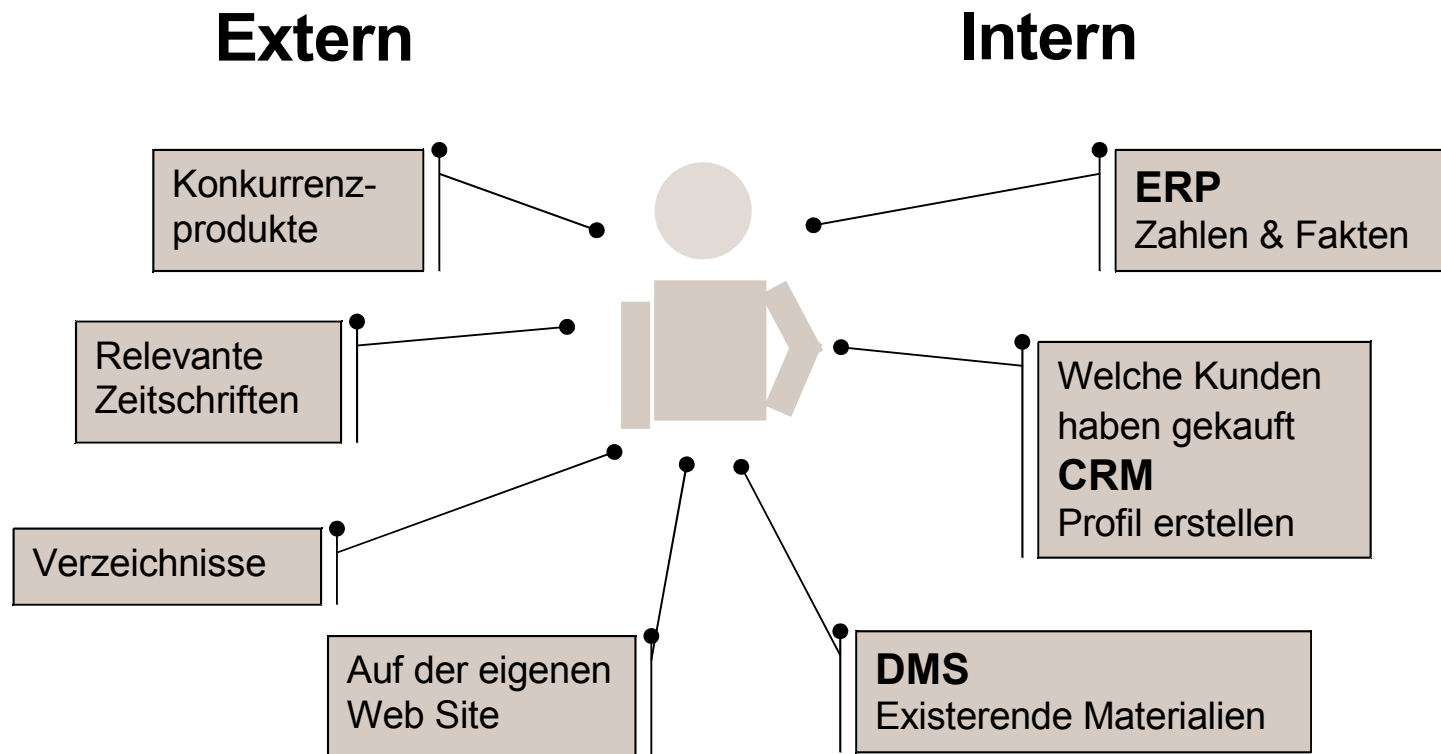 Extern
Intern
Konkurrenz-
produkte
ERP
Zahlen & Fakten
Relevante
Zeitschriften
Welche Kunden
haben gekauft
CRM
Profil erstellen
Verzeichnisse
Auf der eigenen
Web Site
DMS
Existerende Materialien